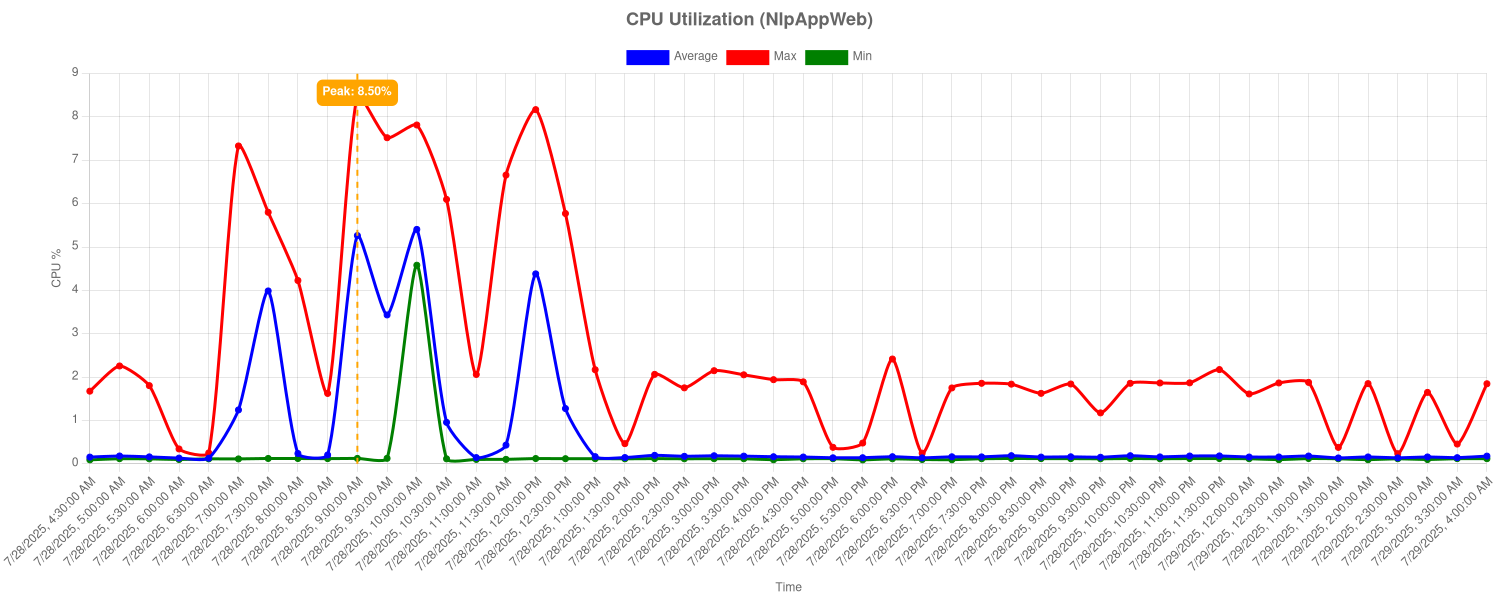 CPU Utilization (NlpAppWeb)
Average Max Min
Peak: 8.50%
9
8
7
6
5
4
3
2
1
0
CPU %
7/28/2025, 4:30:00 AM
7/28/2025, 5:00:00 AM
7/28/2025, 5:30:00 AM
7/28/2025, 6:00:00 AM
7/28/2025, 6:30:00 AM
7/28/2025, 7:00:00 AM
7/28/2025, 7:30:00 AM
7/28/2025, 8:00:00 AM
7/28/2025, 8:30:00 AM
7/28/2025, 9:00:00 AM
7/28/2025, 9:30:00 AM
7/28/2025, 10:00:00 AM
7/28/2025, 10:30:00 AM
7/28/2025, 11:00:00 AM
7/28/2025, 11:30:00 AM
7/28/2025, 12:00:00 PM
7/28/2025, 12:30:00 PM
7/28/2025, 1:00:00 PM
7/28/2025, 1:30:00 PM
7/28/2025, 2:00:00 PM
7/28/2025, 2:30:00 PM
7/28/2025, 3:00:00 PM
7/28/2025, 3:30:00 PM
7/28/2025, 4:00:00 PM
7/28/2025, 4:30:00 PM
7/28/2025, 5:00:00 PM
7/28/2025, 5:30:00 PM
7/28/2025, 6:00:00 PM
7/28/2025, 6:30:00 PM
7/28/2025, 7:00:00 PM
7/28/2025, 7:30:00 PM
7/28/2025, 8:00:00 PM
7/28/2025, 8:30:00 PM
7/28/2025, 9:00:00 PM
7/28/2025, 9:30:00 PM
7/28/2025, 10:00:00 PM
7/28/2025, 10:30:00 PM
7/28/2025, 11:00:00 PM
7/28/2025, 11:30:00 PM
7/29/2025, 12:00:00 AM
7/29/2025, 12:30:00 AM
7/29/2025, 1:00:00 AM
7/29/2025, 1:30:00 AM
7/29/2025, 2:00:00 AM
7/29/2025, 2:30:00 AM
7/29/2025, 3:00:00 AM
7/29/2025, 3:30:00 AM
7/29/2025, 4:00:00 AM
Time